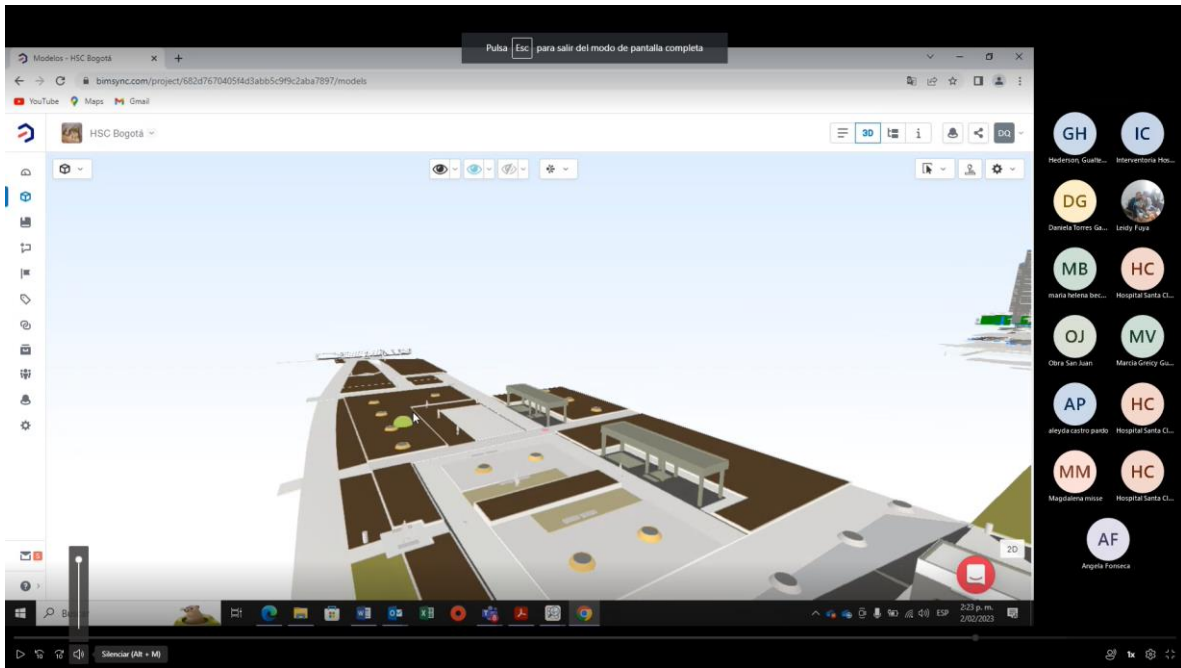 Pulsa Esc para salir del modo de pantalla completa
Modelos - HSC Bogotá
bimsync.com/project/682d7670405f4d3abb5c9f9c2aba7897/models
YouTube Maps Gmail
HSC Bogotá
3D
i
DQ
GH IC
Hederson, Gualte... Interventoria Hos...
DG
Daniela Torres Ga... Leidy Fuya
MB HC
maria helena bec... Hospital Santa Cl...
OJ MV
Obra San Juan Marcia Greicy Gu...
AP HC
aleyda castro pardo Hospital Santa Cl...
MM HC
Magdalena misse Hospital Santa Cl...
AF
Angela Fonseca
2D
ESP
2:23 p. m.
2/02/2023
10 10 Silenciar (Alt + M) 1x